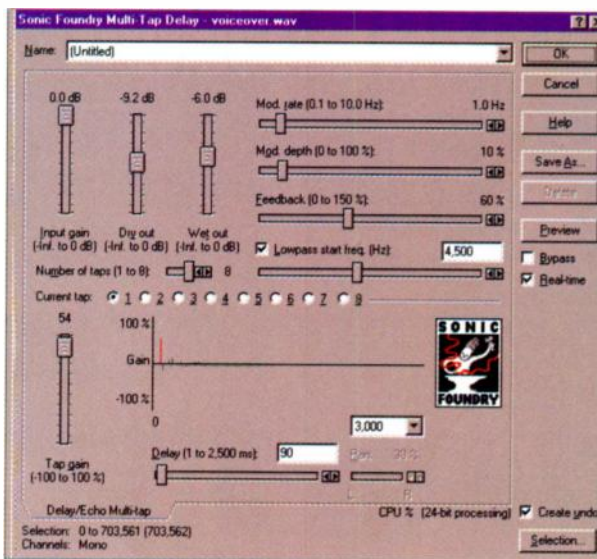 Sonic Foundry Multi-Tap Delay - voiceover.wav
Name: (Untitled)
OK
Cancel
Help
Save As...
Delete
Preview
Bypass
Real-time
0.0 dB -9.2 dB -6.0 dB
Input gain Dry out Wet out
(-Inf. to 0 dB) (-Inf. to 0 dB) (-Inf. to 0 dB)
Mod. rate (0.1 to 10.0 Hz): 1.0 Hz
Mod. depth (0 to 100 %): 10 %
Feedback (0 to 150 %): 60 %
Lowpass start freq. (Hz): 4,500
Number of taps (1 to 8): 8
Current tap: 1 2 3 4 5 6 7 8
54
100 %
Gain
-100 %
0
3,000
SONIC
FOUNDRY
Tap gain
(-100 to 100 %)
Delay (1 to 2,500 ms): 90
Pan:
L R
Delay/Echo Multi-tap
CPU % (24-bit processing)
Create undo
Selection: 0 to 703,561 (703,562)
Channels: Mono
Selection...